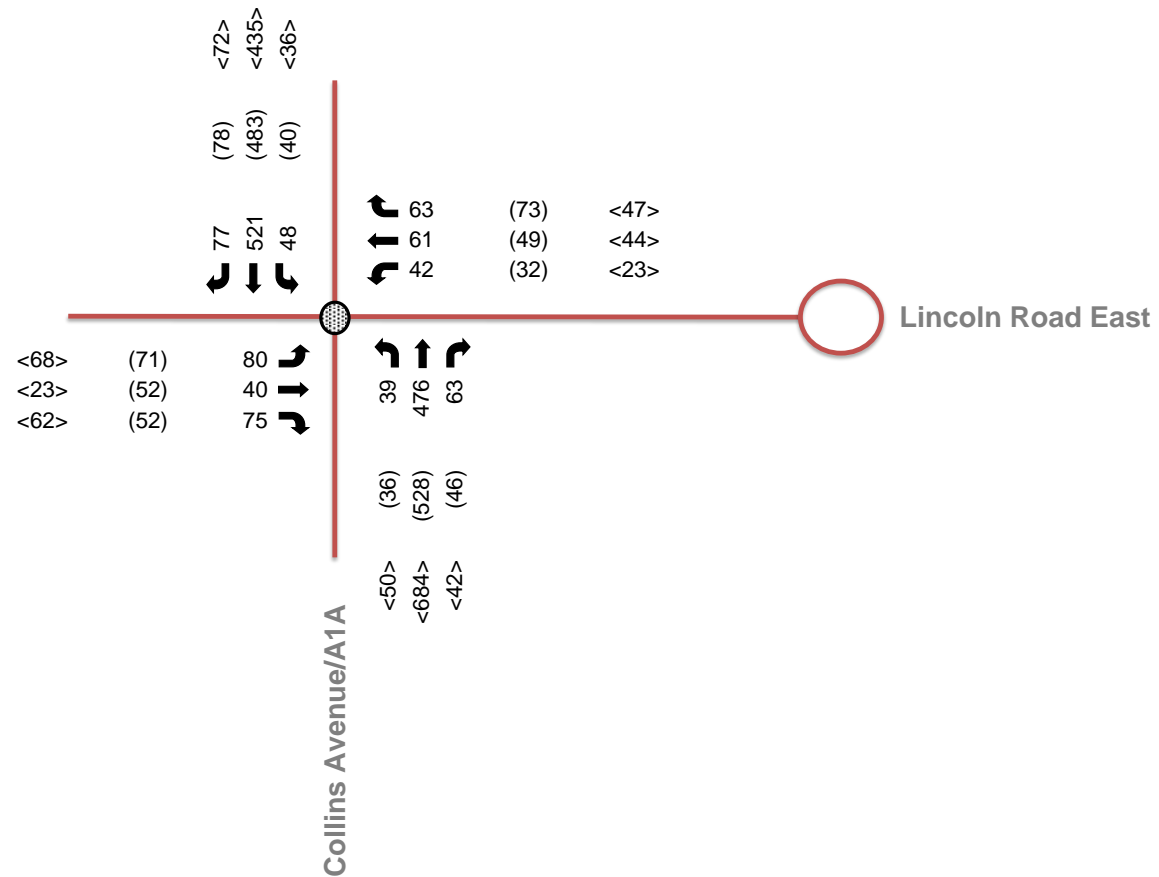 <72> <435> <36>
(78) (483) (40)
77 521 48
63 (73) <47>
61 (49) <44>
42 (32) <23>
Lincoln Road East
<68> (71) 80
<23> (52) 40
<62> (52) 75
39 476 63
(36) (528) (46)
<50> <684> <42>
Collins Avenue/A1A